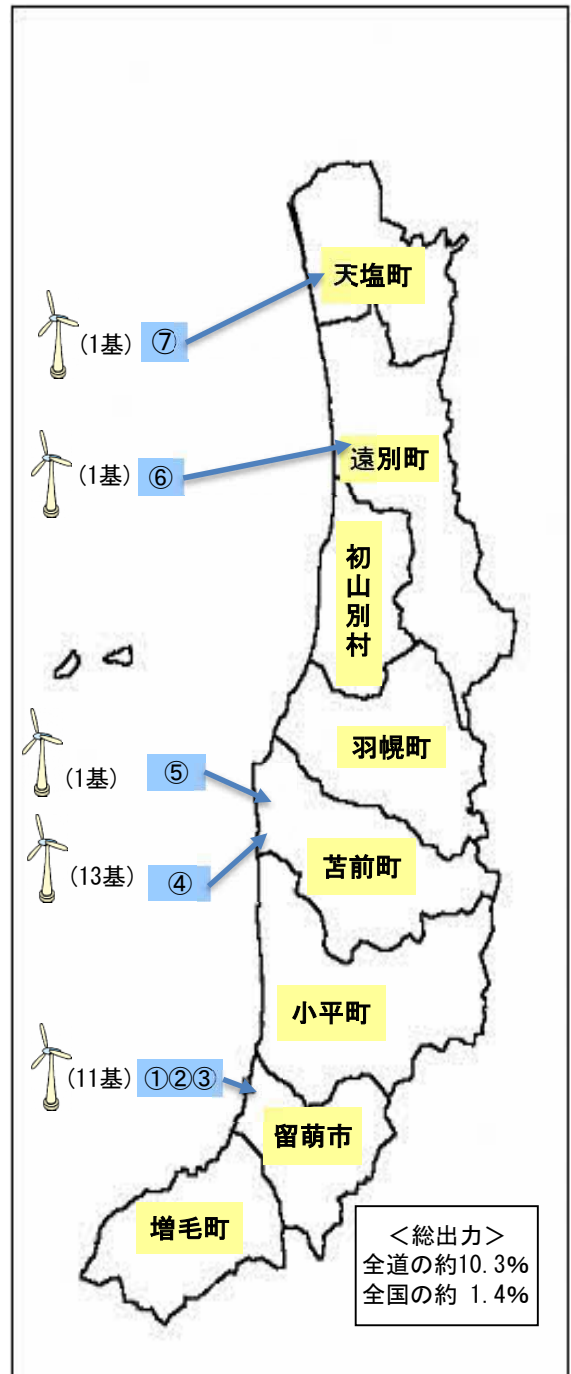 天塩町
(1基) ⑦
遠別町
(1基) ⑥
初山別村
羽幌町
(1基) ⑤
苫前町
(13基) ④
小平町
(11基) ①②③
留萌市
増毛町
＜総出力＞
全道の約10.3%
全国の約 1.4%